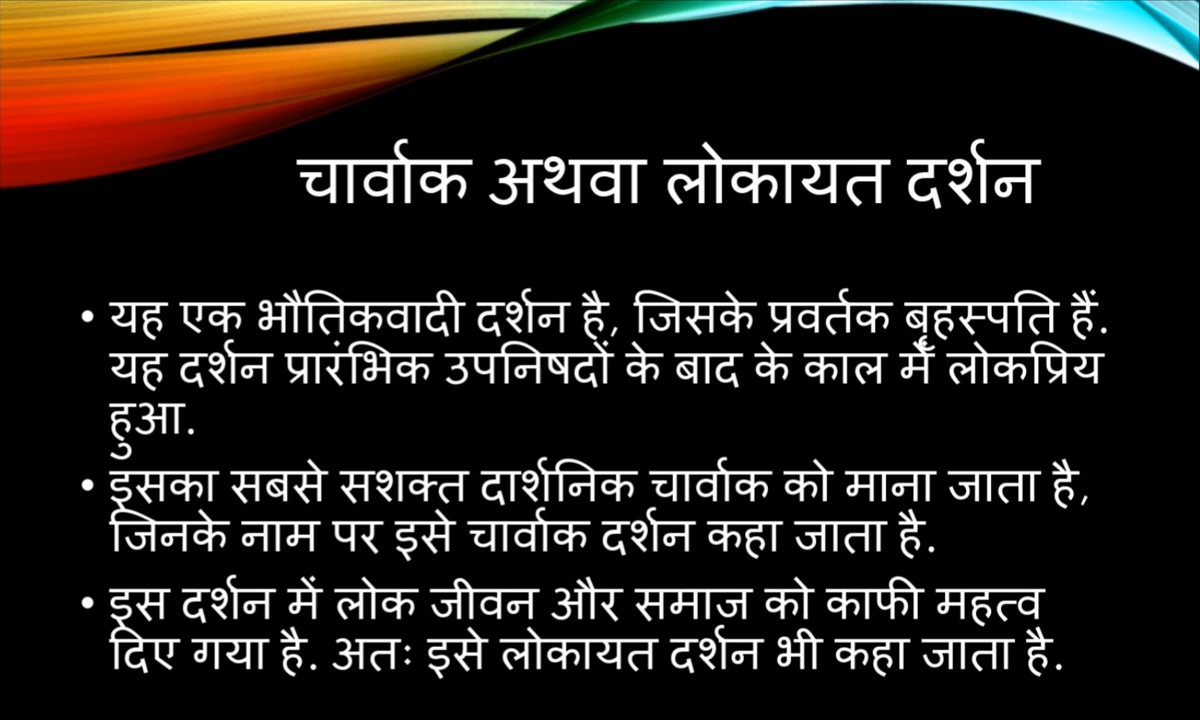 चार्वाक अथवा लोकायत दर्शन
• यह एक भौतिकवादी दर्शन है, जिसके प्रवर्तक बृहस्पति हैं.
यह दर्शन प्रारंभिक उपनिषदों के बाद के काल में लोकप्रिय
हुआ.
• इसका सबसे सशक्त दार्शनिक चार्वाक को माना जाता है,
जिनके नाम पर इसे चार्वाक दर्शन कहा जाता है.
• इस दर्शन में लोक जीवन और समाज को काफी महत्व
दिए गया है. अतः इसे लोकायत दर्शन भी कहा जाता है.